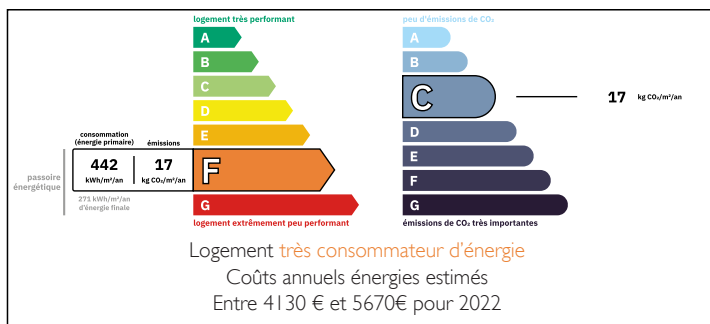 logement très performant
A
B
C
D
E
consommation
(énergie primaire)
émissions
442
kWh/m²/an
17
kg CO₂/m²/an
F
passoire
énergétique
271 kWh/m²/an
d'énergie finale
G
logement extrêmement peu performant
peu d'émissions de CO₂
A
B
C
17 kg CO₂/m²/an
D
E
F
G
émissions de CO₂ très importantes
Logement très consommateur d'énergie
Coûts annuels énergies estimés
Entre 4130 € et 5670€ pour 2022